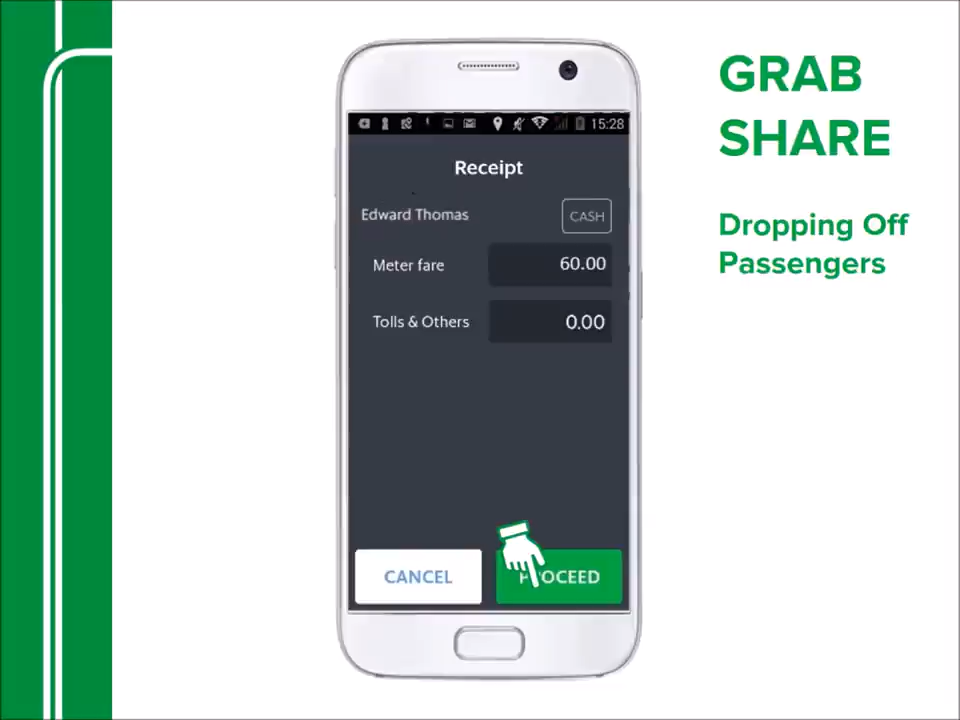 15:28
Receipt
Edward Thomas
CASH
Meter fare
60.00
Tolls & Others
0.00
CANCEL
PROCEED
GRAB
SHARE
Dropping Off
Passengers